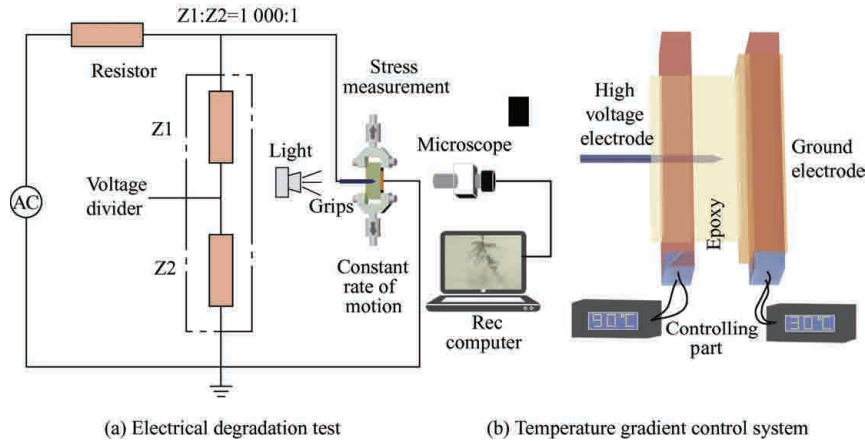 Z1:Z2=1 000:1
Resistor
Stress
measurement
Z1
Light
Microscope
High
voltage
electrode
Ground
electrode
AC
Voltage
divider
Grips
Epoxy
Z2
Constant
rate of
motion
Rec
computer
90℃
Controlling
part
30℃
(a) Electrical degradation test
(b) Temperature gradient control system